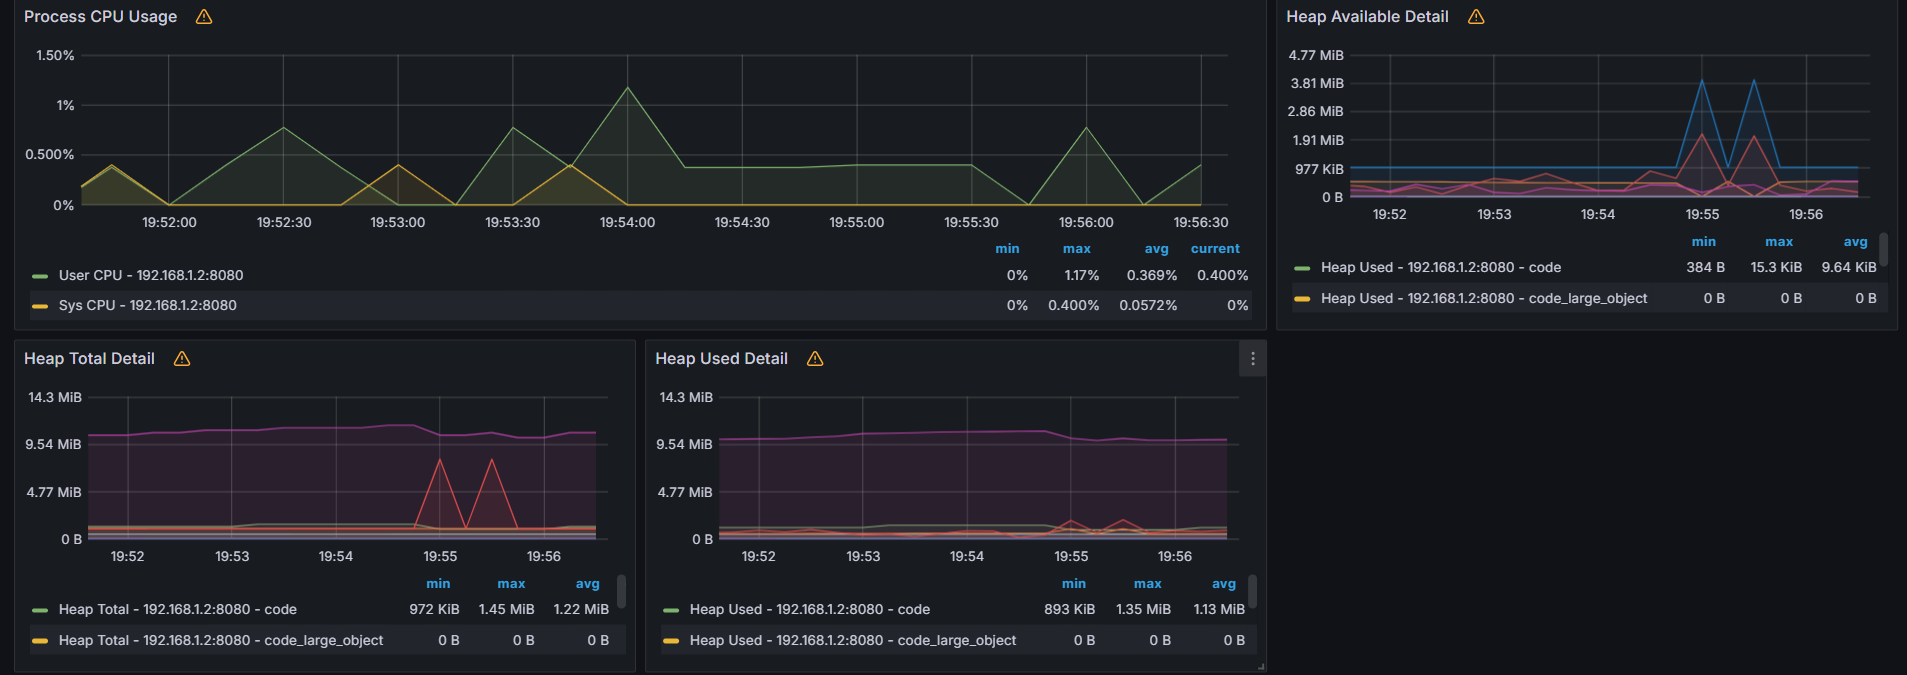 Process CPU Usage
1.50%
1%
0.500%
0%
19:52:00 19:52:30 19:53:00 19:53:30 19:54:00 19:54:30 19:55:00 19:55:30 19:56:00 19:56:30
min max avg current
User CPU - 192.168.1.2:8080 0% 1.17% 0.369% 0.400%
Sys CPU - 192.168.1.2:8080 0% 0.400% 0.0572% 0%
Heap Available Detail
4.77 MiB
3.81 MiB
2.86 MiB
1.91 MiB
977 KiB
0 B
19:52 19:53 19:54 19:55 19:56
min max avg
Heap Used - 192.168.1.2:8080 - code 384 B 15.3 KiB 9.64 KiB
Heap Used - 192.168.1.2:8080 - code_large_object 0 B 0 B 0 B
Heap Total Detail
14.3 MiB
9.54 MiB
4.77 MiB
0 B
19:52 19:53 19:54 19:55 19:56
min max avg
Heap Total - 192.168.1.2:8080 - code 972 KiB 1.45 MiB 1.22 MiB
Heap Total - 192.168.1.2:8080 - code_large_object 0 B 0 B 0 B
Heap Used Detail
14.3 MiB
9.54 MiB
4.77 MiB
0 B
19:52 19:53 19:54 19:55 19:56
min max avg
Heap Used - 192.168.1.2:8080 - code 893 KiB 1.35 MiB 1.13 MiB
Heap Used - 192.168.1.2:8080 - code_large_object 0 B 0 B 0 B